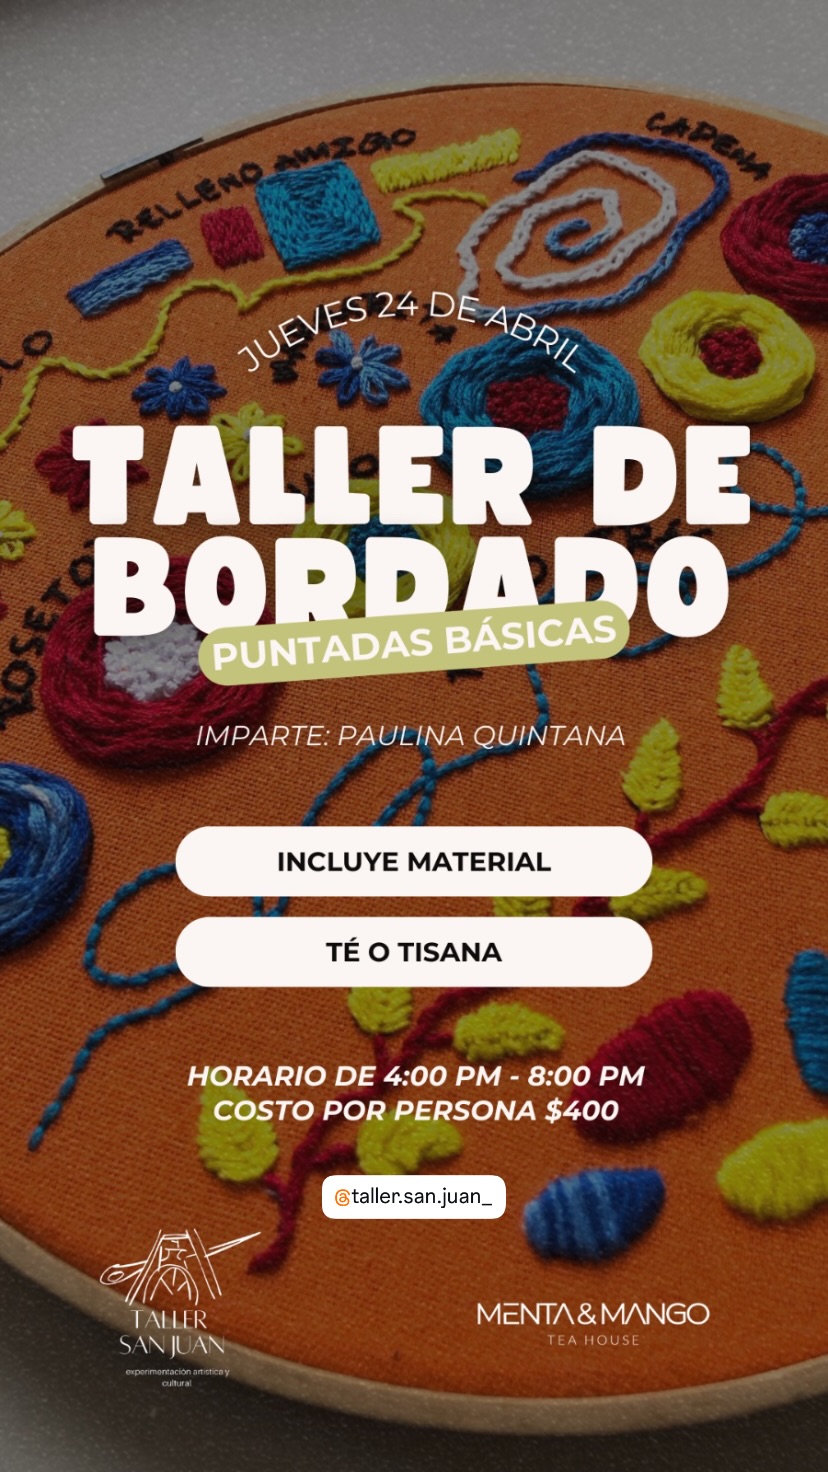 RELLENO AMIGO
CADENA
JUEVES 24 DE ABRIL
TALLER DE
BORDADO
PUNTADAS BÁSICAS
IMPARTE: PAULINA QUINTANA
INCLUYE MATERIAL
TÉ O TISANA
HORARIO DE 4:00 PM - 8:00 PM
COSTO POR PERSONA $400
@taller.san.juan_
TALLER
SAN JUAN
experimentación artística y
cultural
MENTA & MANGO
TEA HOUSE